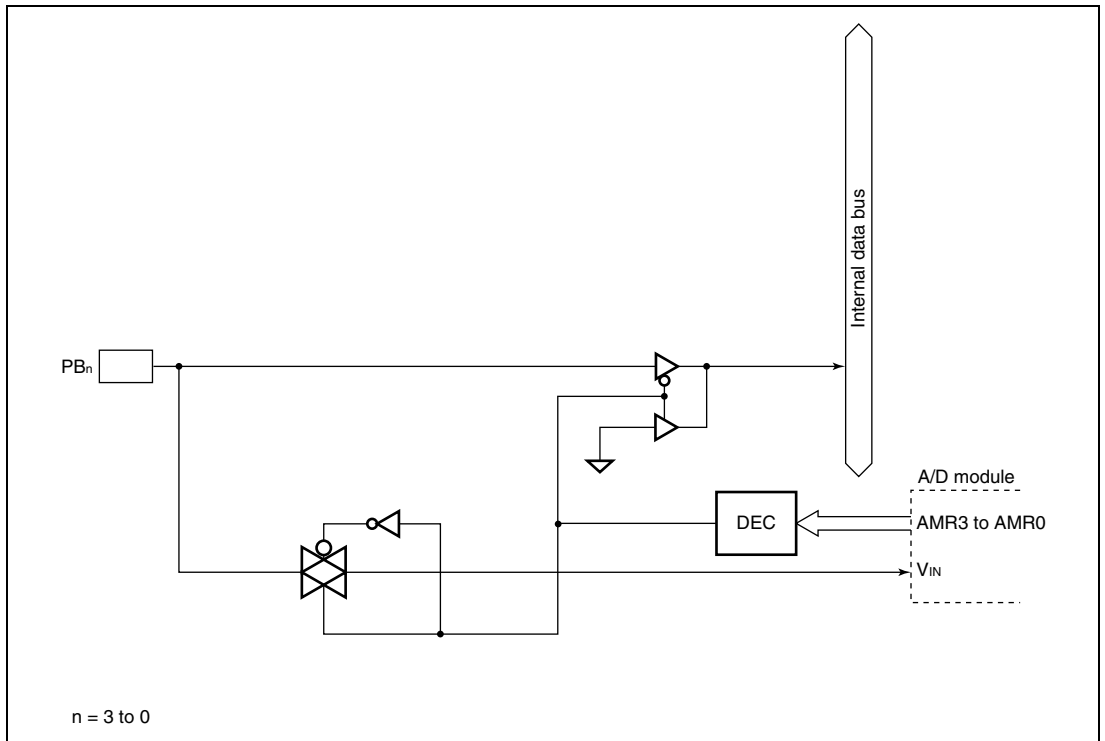 Internal data bus
PBn
A/D module
DEC
AMR3 to AMR0
VIN
n = 3 to 0